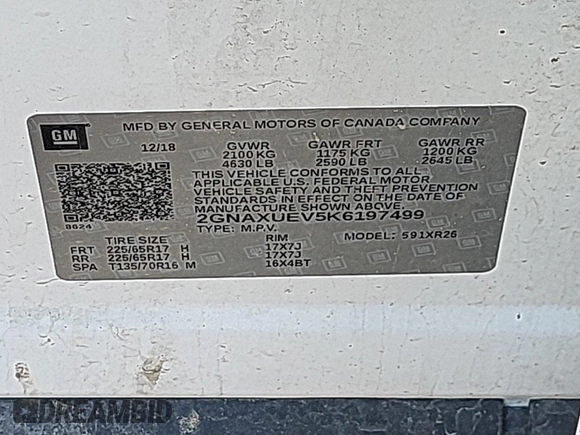 GM
MFD BY GENERAL MOTORS OF CANADA COMPANY
12/18 GVWR GAWR FRT GAWR RR
2100 KG 1175 KG 1200 KG
4630 LB 2590 LB 2645 LB
THIS VEHICLE CONFORMS TO ALL
APPLICABLE U.S. FEDERAL MOTOR
VEHICLE SAFETY AND THEFT PREVENTION
STANDARDS IN EFFECT ON THE DATE OF
MANUFACTURE SHOWN ABOVE.
8624 2GNAXUEV5K6197499
TYPE: M.P.V. MODEL: 591XR26
TIRE SIZE RIM
FRT 225/65R17 H 17X7J
RR 225/65R17 H 17X7J
SPA T135/70R16 M 16X4BT
DREAMBID